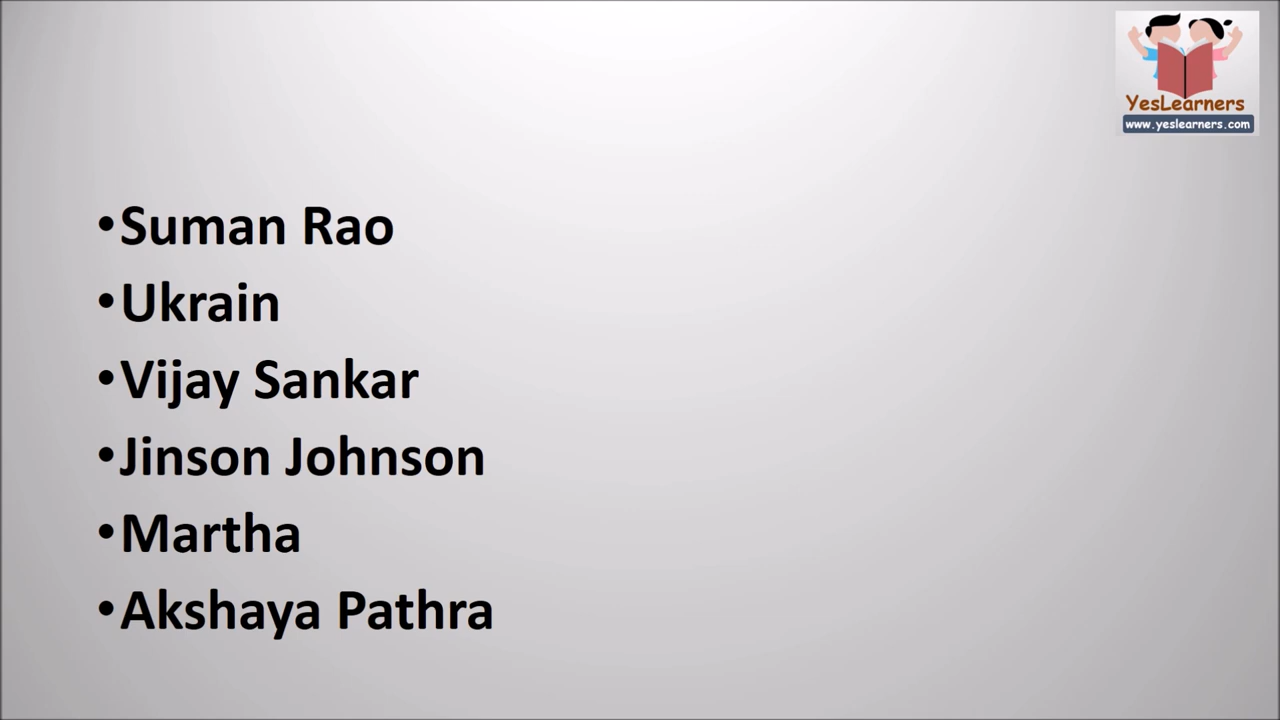 YesLearners
www.yeslearners.com
•Suman Rao
•Ukrain
•Vijay Sankar
•Jinson Johnson
•Martha
•Akshaya Pathra